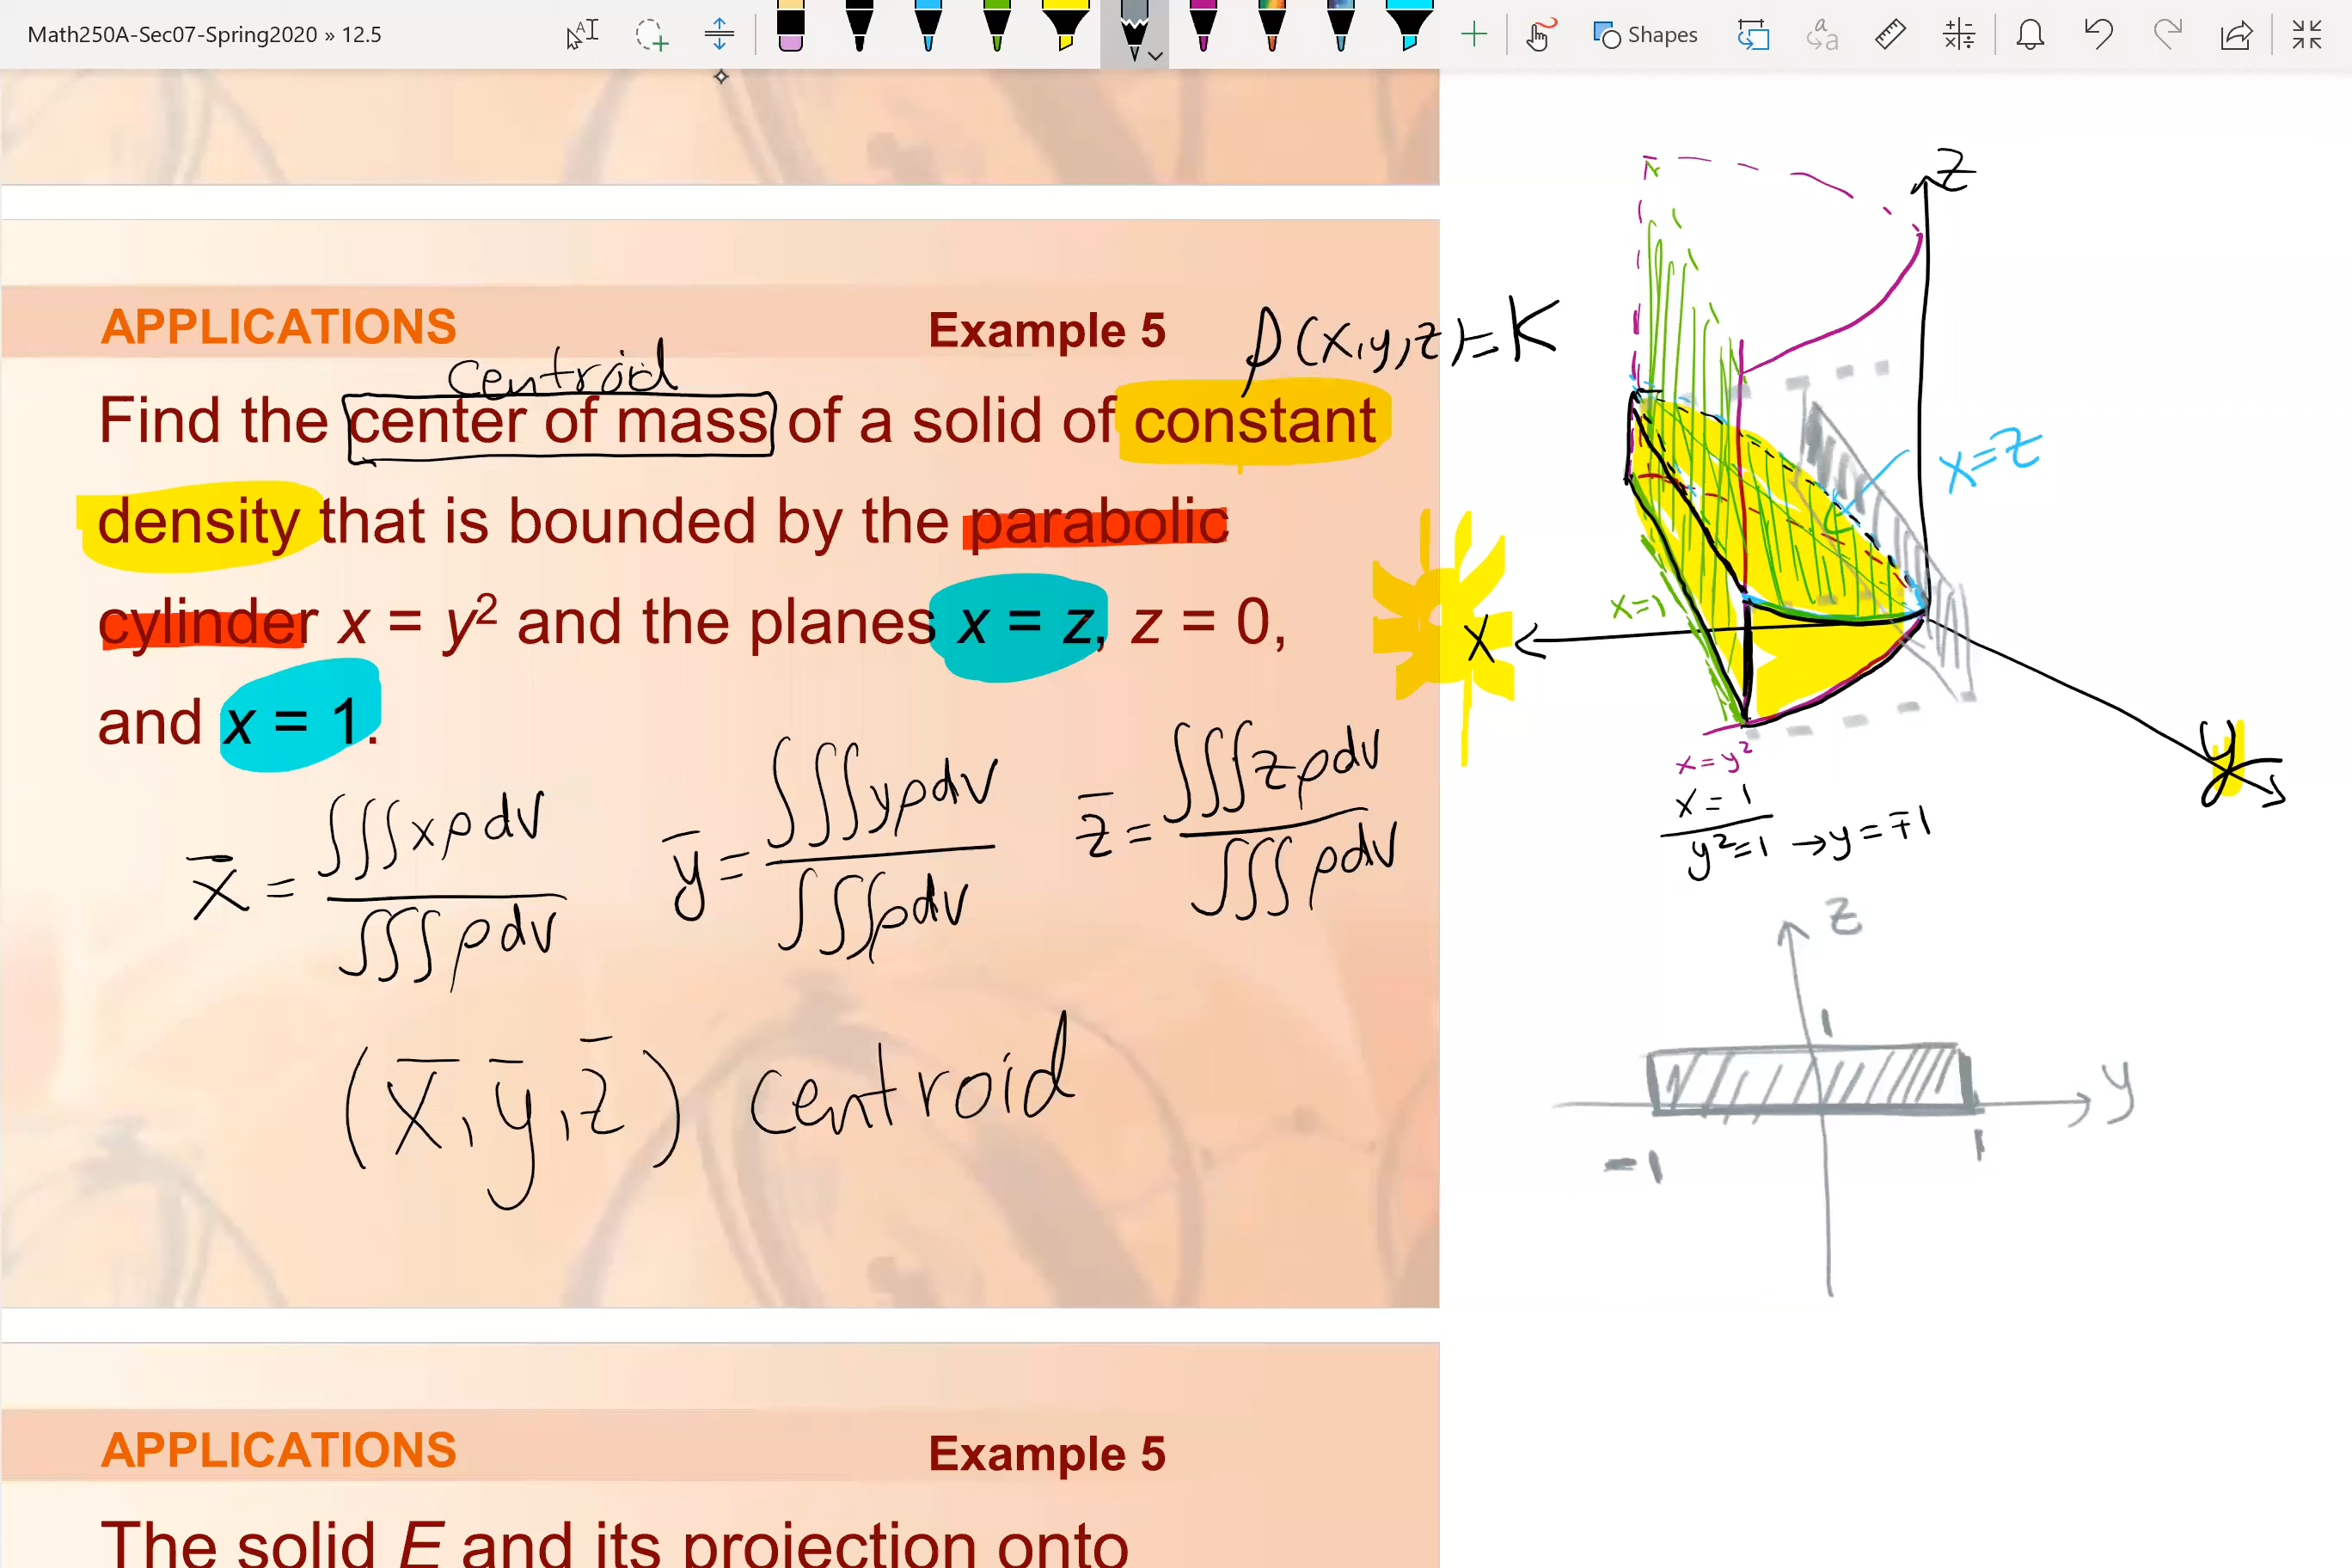 Math250A-Sec07-Spring2020 » 12.5
Shapes
APPLICATIONS
Example 5
ρ(x,y,z)=K
centroid
Find the center of mass of a solid of constant
density that is bounded by the parabolic
cylinder x = y² and the planes x = z, z = 0,
and x = 1.
x̄ = ∫∫∫xρdv / ∫∫∫ρdv
ȳ = ∫∫∫yρdv / ∫∫∫ρdv
z̄ = ∫∫∫zρdv / ∫∫∫ρdv
(x̄, ȳ, z̄) centroid
z
x=z
x=1
x
y
x=y²
x=1
y²=1 → y=∓1
z
1
y
-1
1
APPLICATIONS
Example 5
The solid E and its projection onto